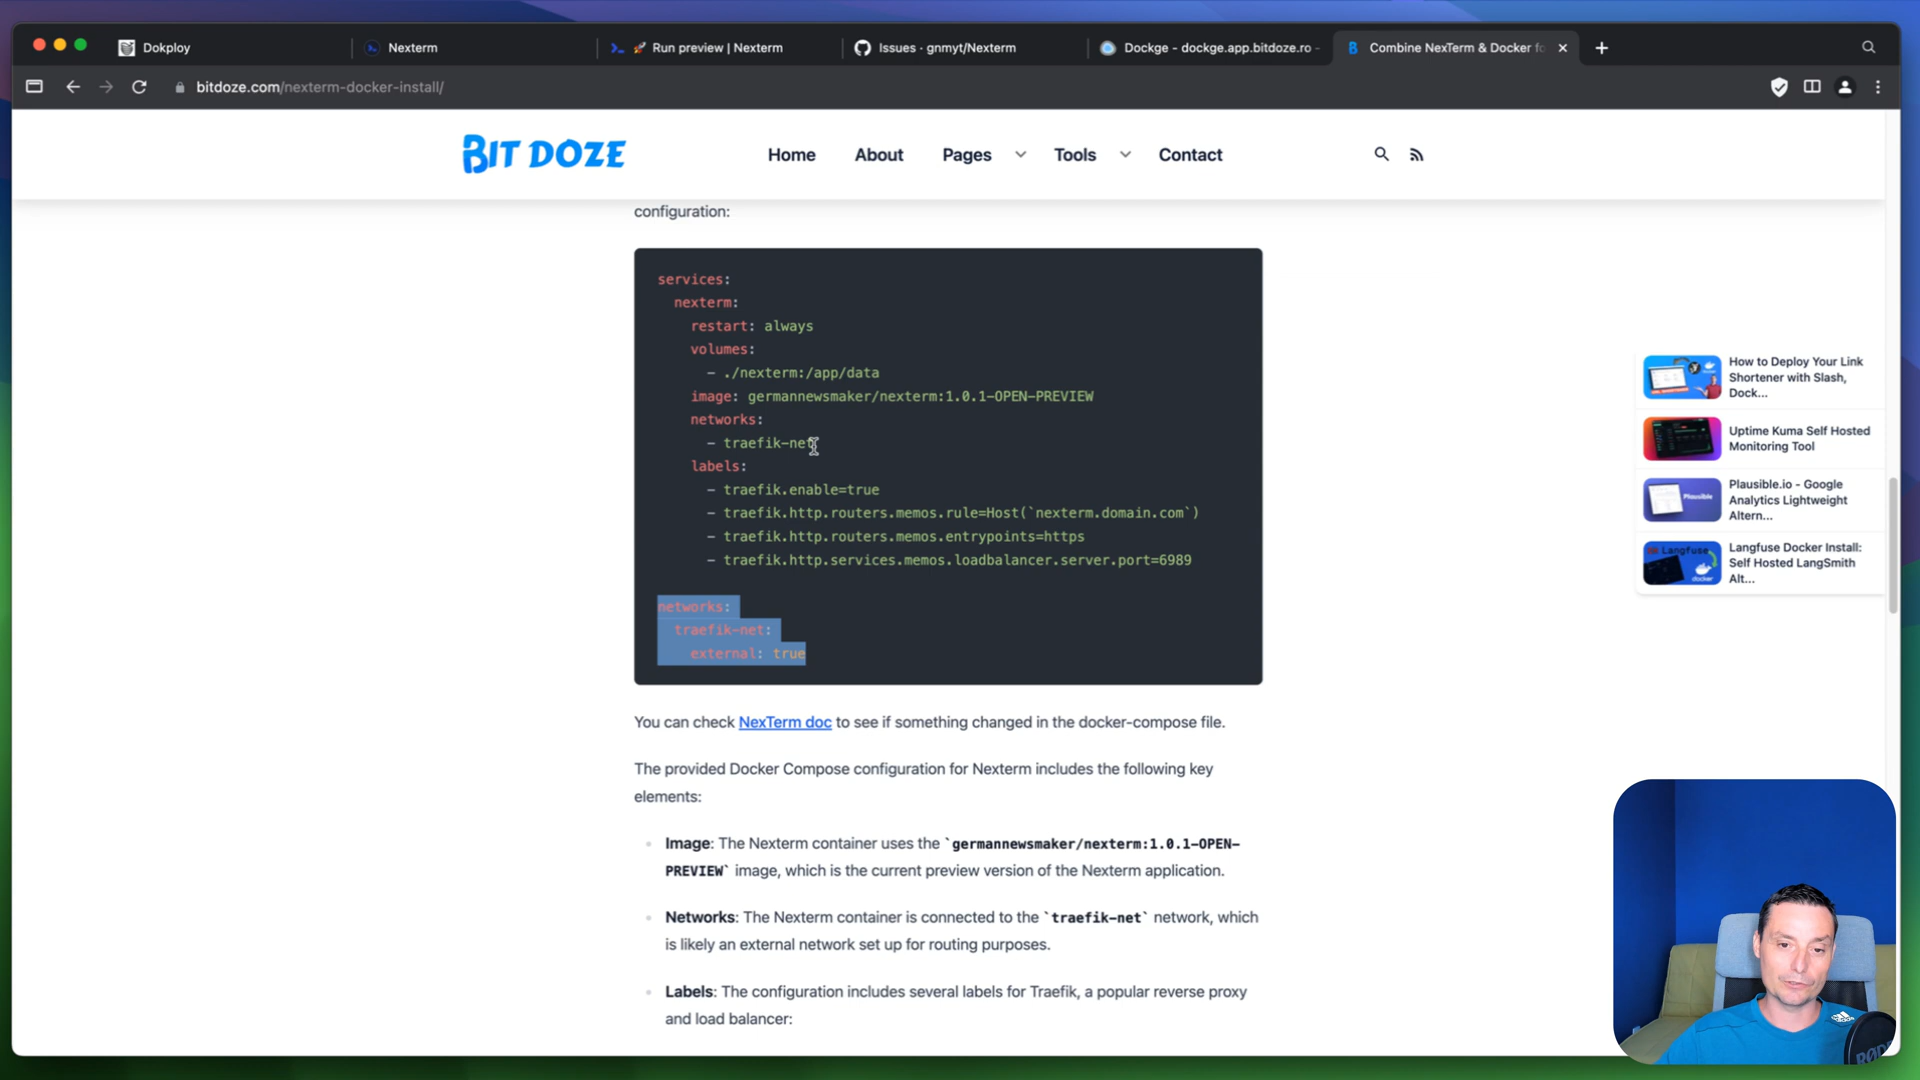 Dokploy
Nexterm
🚀 Run preview | Nexterm
Issues · gnmyt/Nexterm
Dockge - dockge.app.bitdoze.ro -
Combine NexTerm & Docker fo
bitdoze.com/nexterm-docker-install/
BIT DOZE
Home
About
Pages
Tools
Contact
configuration:
services:
nexterm:
restart: always
volumes:
- ./nexterm:/app/data
image: germannewsmaker/nexterm:1.0.1-OPEN-PREVIEW
networks:
- traefik-net
labels:
- traefik.enable=true
- traefik.http.routers.memos.rule=Host(`nexterm.domain.com`)
- traefik.http.routers.memos.entrypoints=https
- traefik.http.services.memos.loadbalancer.server.port=6989
networks:
traefik-net:
external: true
You can check NexTerm doc to see if something changed in the docker-compose file.
The provided Docker Compose configuration for Nexterm includes the following key
elements:
Image: The Nexterm container uses the `germannewsmaker/nexterm:1.0.1-OPEN-
PREVIEW` image, which is the current preview version of the Nexterm application.
Networks: The Nexterm container is connected to the `traefik-net` network, which
is likely an external network set up for routing purposes.
Labels: The configuration includes several labels for Traefik, a popular reverse proxy
and load balancer:
How to Deploy Your Link
Shortener with Slash,
Dock...
Uptime Kuma Self Hosted
Monitoring Tool
Plausible.io - Google
Analytics Lightweight
Altern...
Langfuse Docker Install:
Self Hosted LangSmith
Alt...